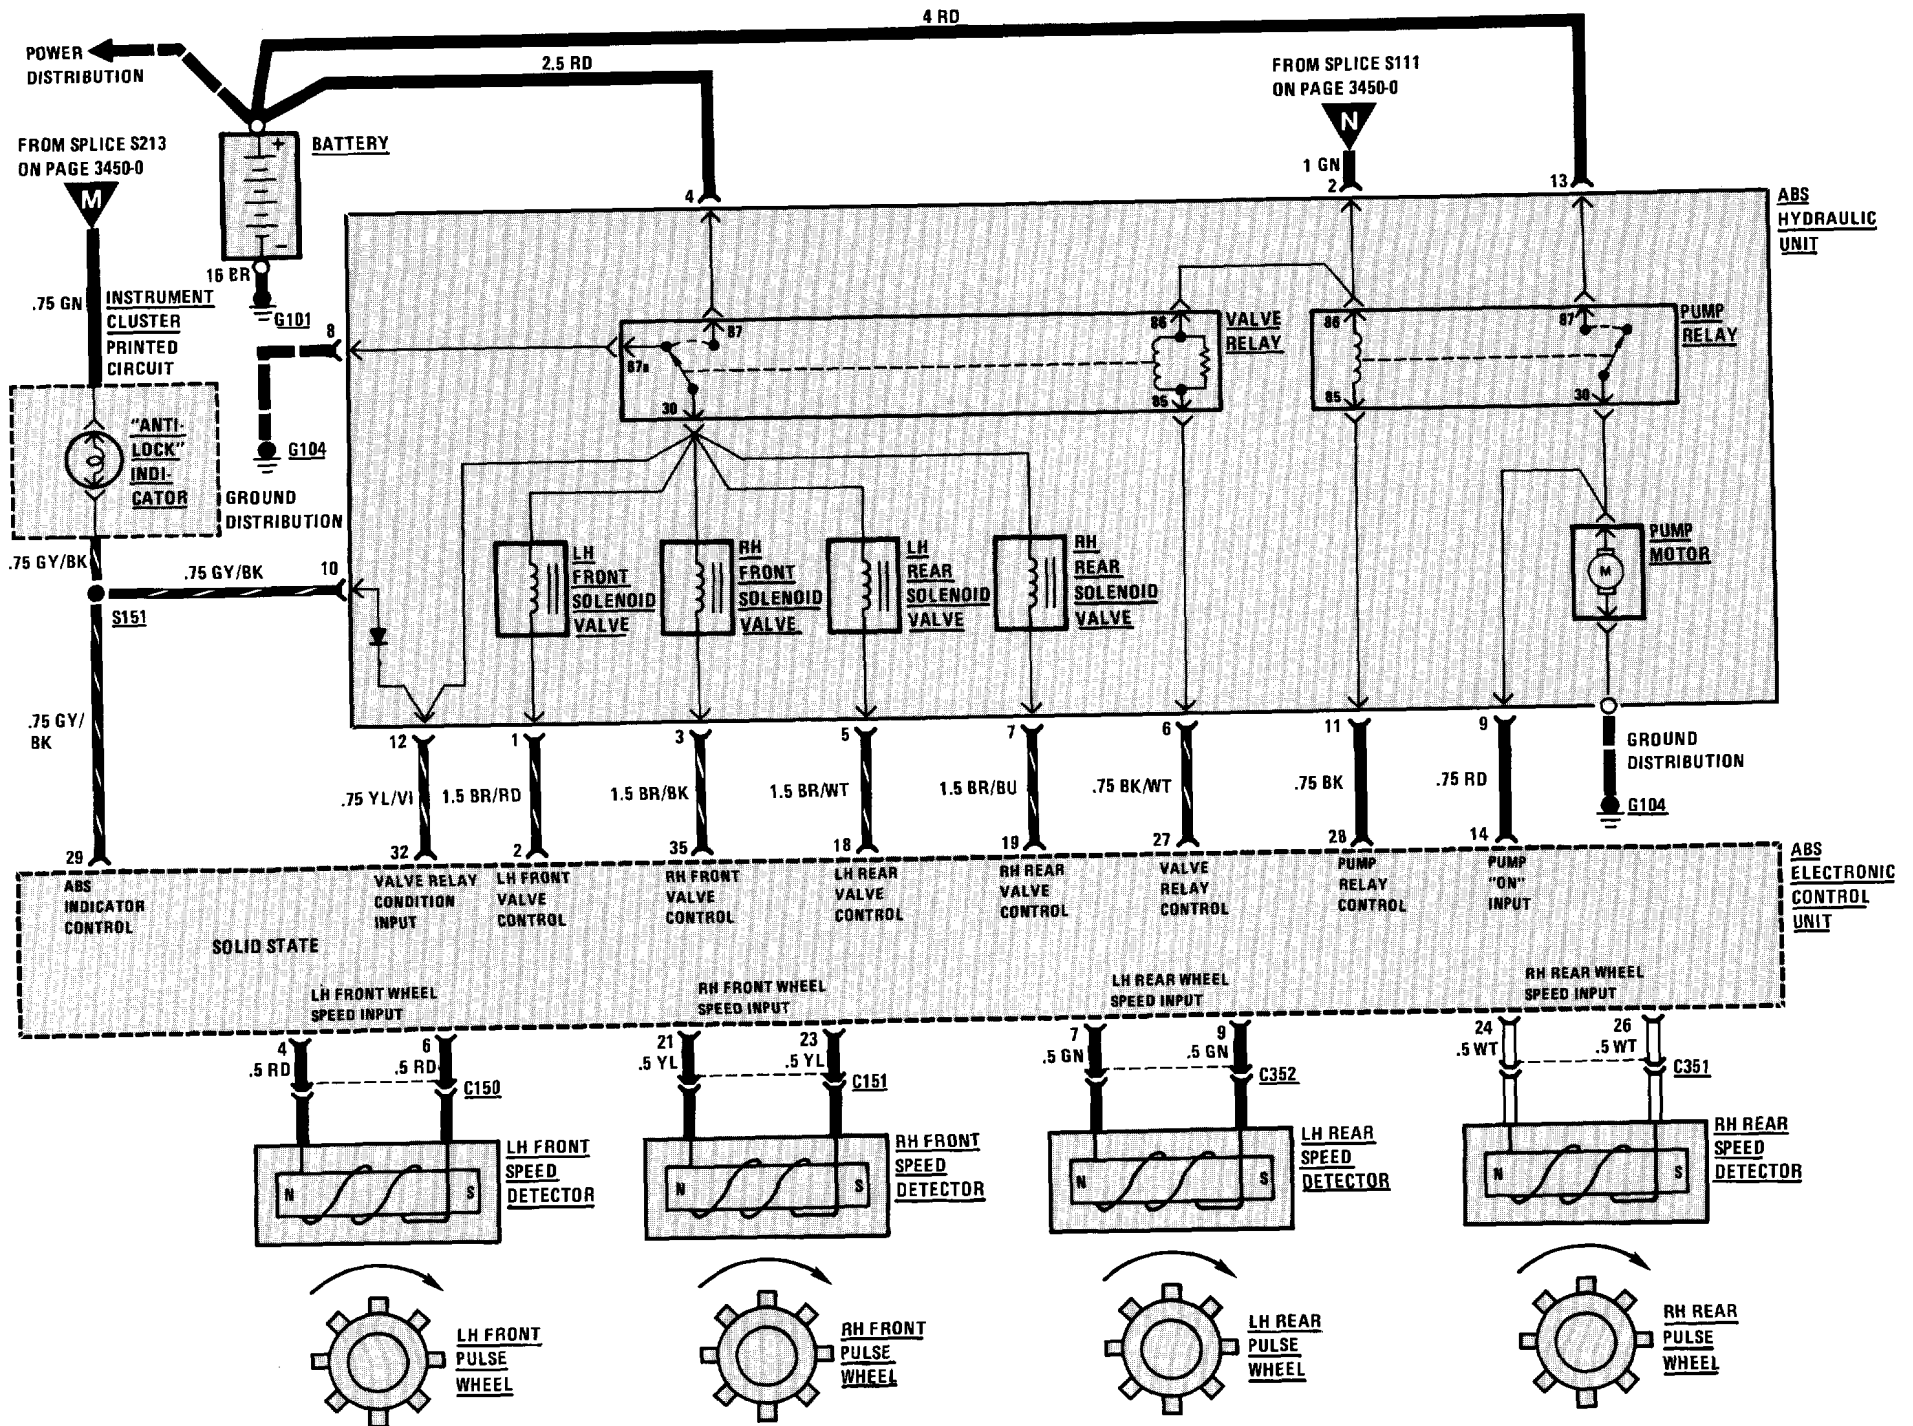 4 RD
POWER
DISTRIBUTION
2.5 RD
FROM SPLICE S111
ON PAGE 3450-0
N
1 GN
2
13
4
FROM SPLICE S213
ON PAGE 3450-0
M
+
BATTERY
-
16 BR
G101
.75 GN
INSTRUMENT
CLUSTER
PRINTED
CIRCUIT
8
G104
GROUND
DISTRIBUTION
"ANTI-
LOCK"
INDI-
CATOR
ABS
HYDRAULIC
UNIT
87
87a
30
86
85
VALVE
RELAY
86
85
87
30
PUMP
RELAY
.75 GY/BK
.75 GY/BK
10
S151
LH
FRONT
SOLENOID
VALVE
RH
FRONT
SOLENOID
VALVE
LH
REAR
SOLENOID
VALVE
RH
REAR
SOLENOID
VALVE
PUMP
MOTOR
M
.75 GY/
BK
12
1
3
5
7
6
11
9
GROUND
DISTRIBUTION
G104
.75 YL/VI
1.5 BR/RD
1.5 BR/BK
1.5 BR/WT
1.5 BR/BU
.75 BK/WT
.75 BK
.75 RD
29
32
2
35
18
19
27
28
14
ABS
ELECTRONIC
CONTROL
UNIT
ABS
INDICATOR
CONTROL
VALVE RELAY
CONDITION
INPUT
LH FRONT
VALVE
CONTROL
RH FRONT
VALVE
CONTROL
LH REAR
VALVE
CONTROL
RH REAR
VALVE
CONTROL
VALVE
RELAY
CONTROL
PUMP
RELAY
CONTROL
PUMP
"ON"
INPUT
SOLID STATE
LH FRONT WHEEL
SPEED INPUT
RH FRONT WHEEL
SPEED INPUT
LH REAR WHEEL
SPEED INPUT
RH REAR WHEEL
SPEED INPUT
4
.5 RD
6
.5 RD
C150
21
.5 YL
23
.5 YL
C151
7
.5 GN
9
.5 GN
C352
24
.5 WT
26
.5 WT
C351
N
S
LH FRONT
SPEED
DETECTOR
N
S
RH FRONT
SPEED
DETECTOR
N
S
LH REAR
SPEED
DETECTOR
N
S
RH REAR
SPEED
DETECTOR
LH FRONT
PULSE
WHEEL
RH FRONT
PULSE
WHEEL
LH REAR
PULSE
WHEEL
RH REAR
PULSE
WHEEL